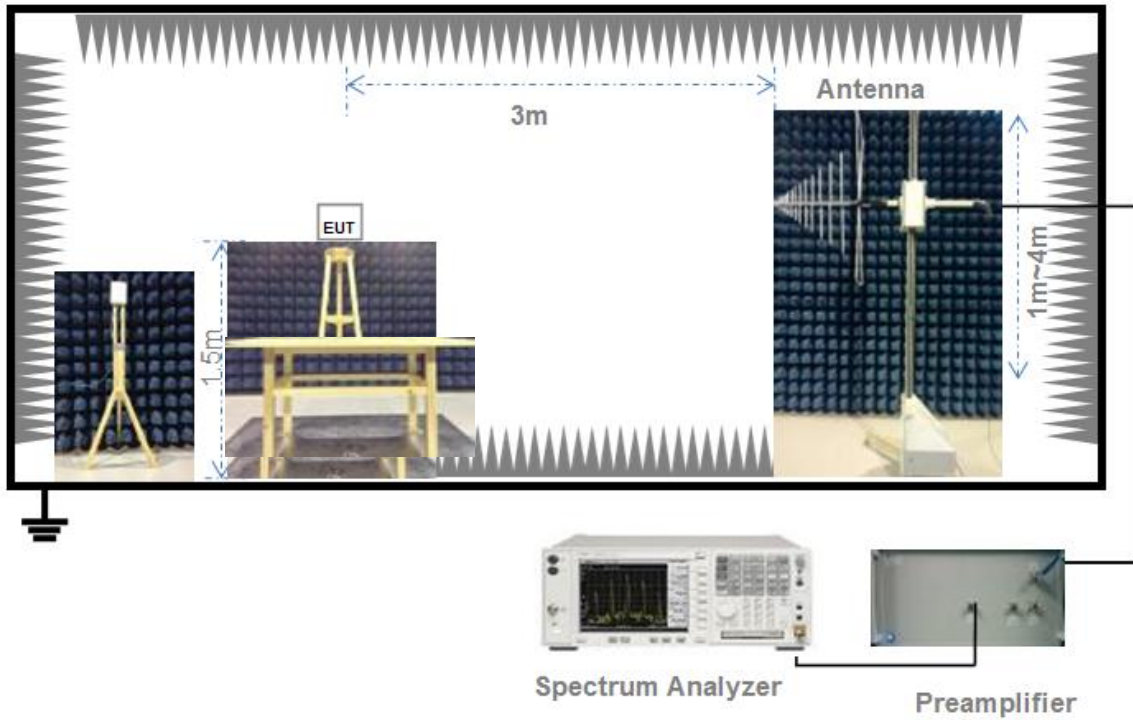 Antenna
3m
EUT
1.5m
1m~4m
Spectrum Analyzer
Preamplifier